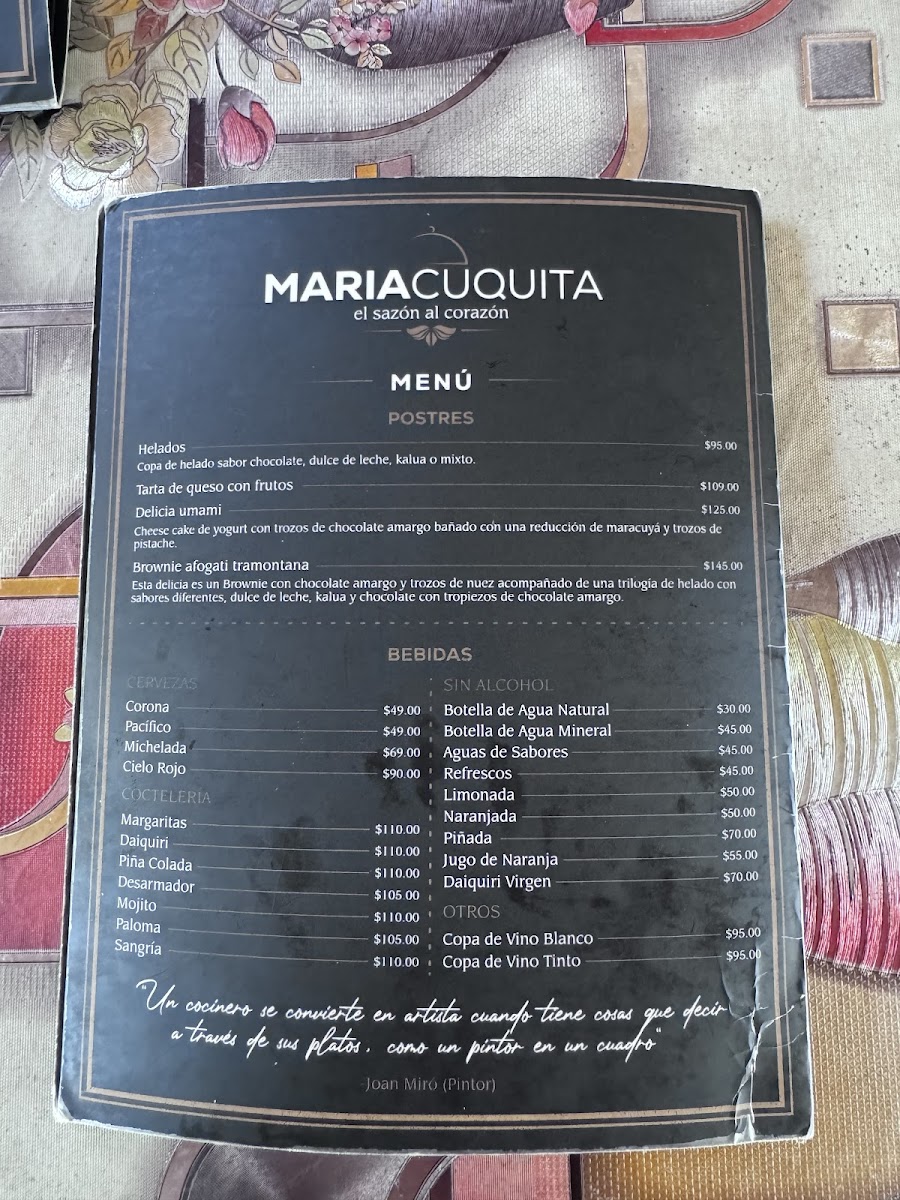 MARIACUQUITA
el sazón al corazón
MENÚ
POSTRES
Helados $95.00
Copa de helado sabor chocolate, dulce de leche, kalua o mixto.
Tarta de queso con frutos $109.00
Delicia umami $125.00
Cheese cake de yogurt con trozos de chocolate amargo bañado con una reducción de maracuyá y trozos de
pistache.
Brownie afogati tramontana $145.00
Esta delicia es un Brownie con chocolate amargo y trozos de nuez acompañado de una trilogía de helado con
sabores diferentes, dulce de leche, kalua y chocolate con tropiezos de chocolate amargo.
BEBIDAS
CERVEZAS
Corona $49.00
Pacífico $49.00
Michelada $69.00
Cielo Rojo $90.00
COCTELERIA
Margaritas $110.00
Daiquiri $110.00
Piña Colada $110.00
Desarmador $105.00
Mojito $110.00
Paloma $105.00
Sangría $110.00
SIN ALCOHOL
Botella de Agua Natural $30.00
Botella de Agua Mineral $45.00
Aguas de Sabores $45.00
Refrescos $45.00
Limonada $50.00
Naranjada $50.00
Piñada $70.00
Jugo de Naranja $55.00
Daiquiri Virgen $70.00
OTROS
Copa de Vino Blanco $95.00
Copa de Vino Tinto $95.00
"Un cocinero se convierte en artista cuando tiene cosas que decir
a través de sus platos, como un pintor en un cuadro"
Joan Miró (Pintor)